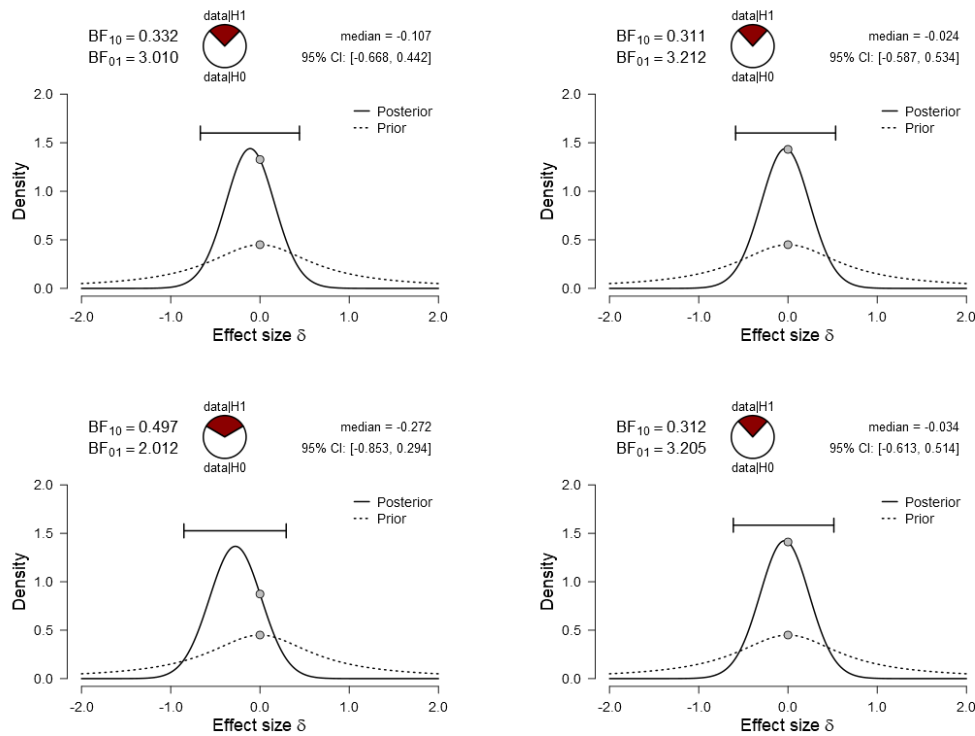 data|H1
BF10 = 0.332
BF01 = 3.010
median = -0.107
95% CI: [-0.668, 0.442]
data|H0
2.0
1.5
1.0
0.5
0.0
Density
Posterior
Prior
-2.0 -1.0 0.0 1.0 2.0
Effect size δ
data|H1
BF10 = 0.311
BF01 = 3.212
median = -0.024
95% CI: [-0.587, 0.534]
data|H0
2.0
1.5
1.0
0.5
0.0
Density
Posterior
Prior
-2.0 -1.0 0.0 1.0 2.0
Effect size δ
data|H1
BF10 = 0.497
BF01 = 2.012
median = -0.272
95% CI: [-0.853, 0.294]
data|H0
2.0
1.5
1.0
0.5
0.0
Density
Posterior
Prior
-2.0 -1.0 0.0 1.0 2.0
Effect size δ
data|H1
BF10 = 0.312
BF01 = 3.205
median = -0.034
95% CI: [-0.613, 0.514]
data|H0
2.0
1.5
1.0
0.5
0.0
Density
Posterior
Prior
-2.0 -1.0 0.0 1.0 2.0
Effect size δ